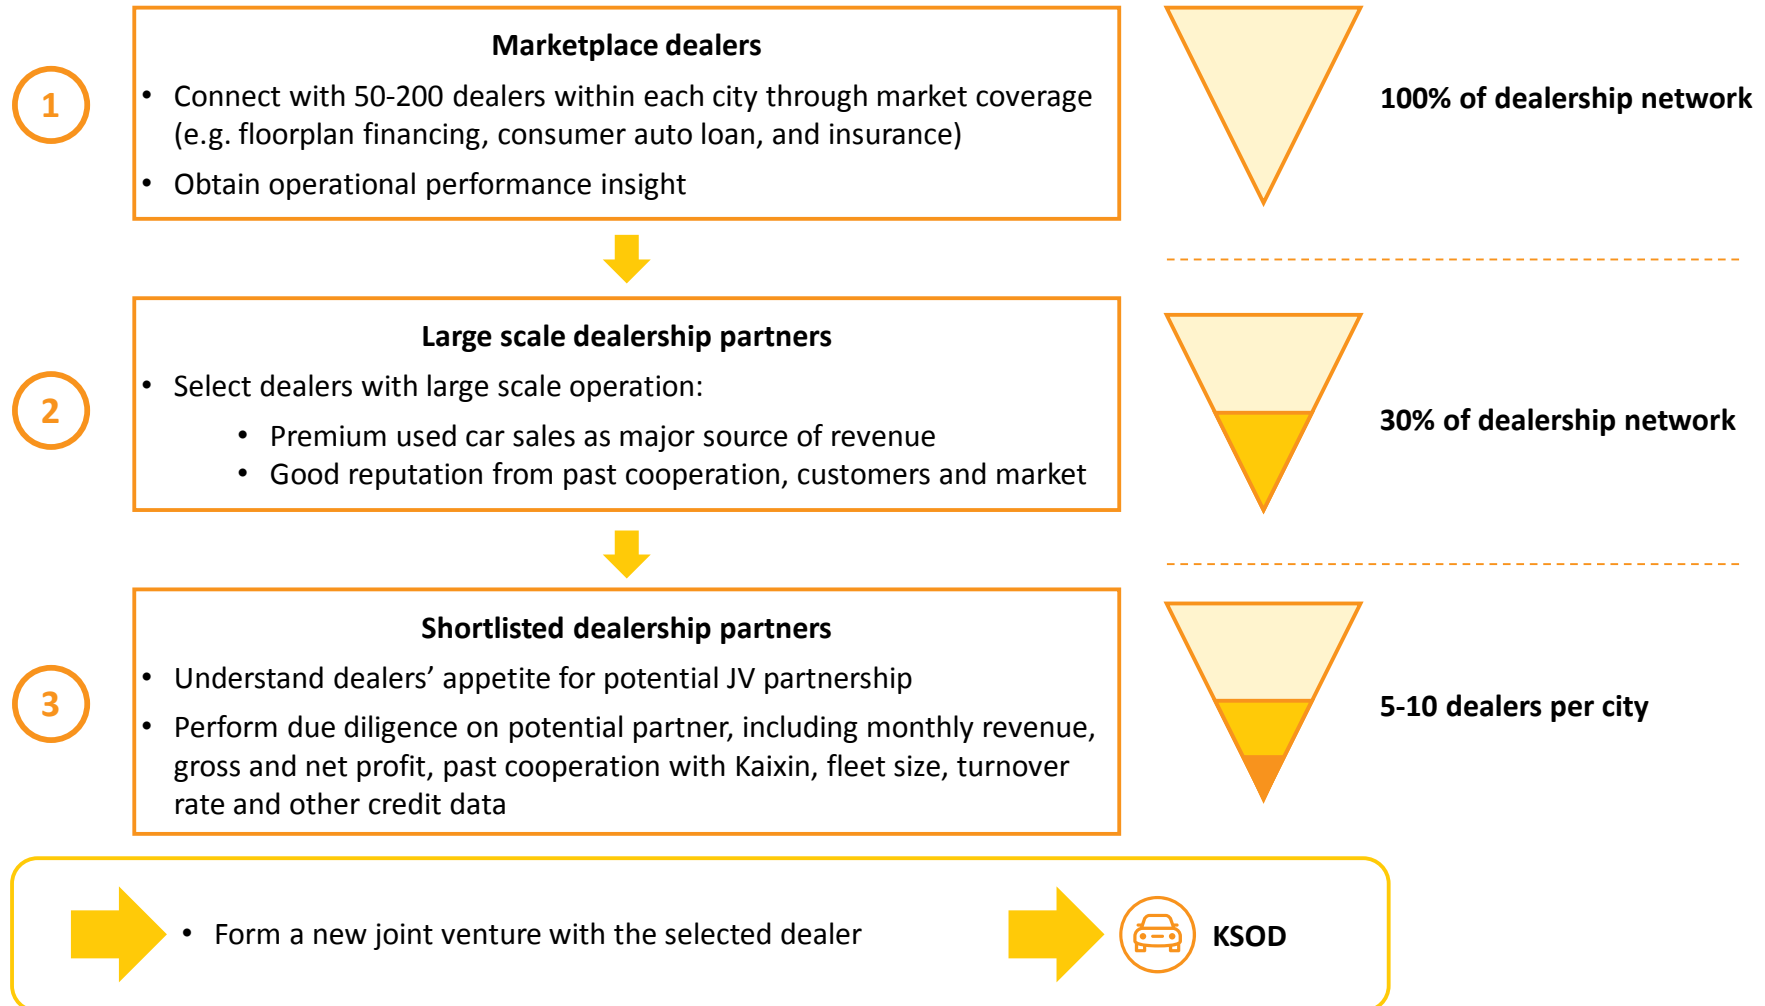 Marketplace dealers
1
• Connect with 50-200 dealers within each city through market coverage
(e.g. floorplan financing, consumer auto loan, and insurance)
• Obtain operational performance insight
100% of dealership network
Large scale dealership partners
2
• Select dealers with large scale operation:
• Premium used car sales as major source of revenue
• Good reputation from past cooperation, customers and market
30% of dealership network
Shortlisted dealership partners
3
• Understand dealers’ appetite for potential JV partnership
• Perform due diligence on potential partner, including monthly revenue,
gross and net profit, past cooperation with Kaixin, fleet size, turnover
rate and other credit data
5-10 dealers per city
• Form a new joint venture with the selected dealer
KSOD